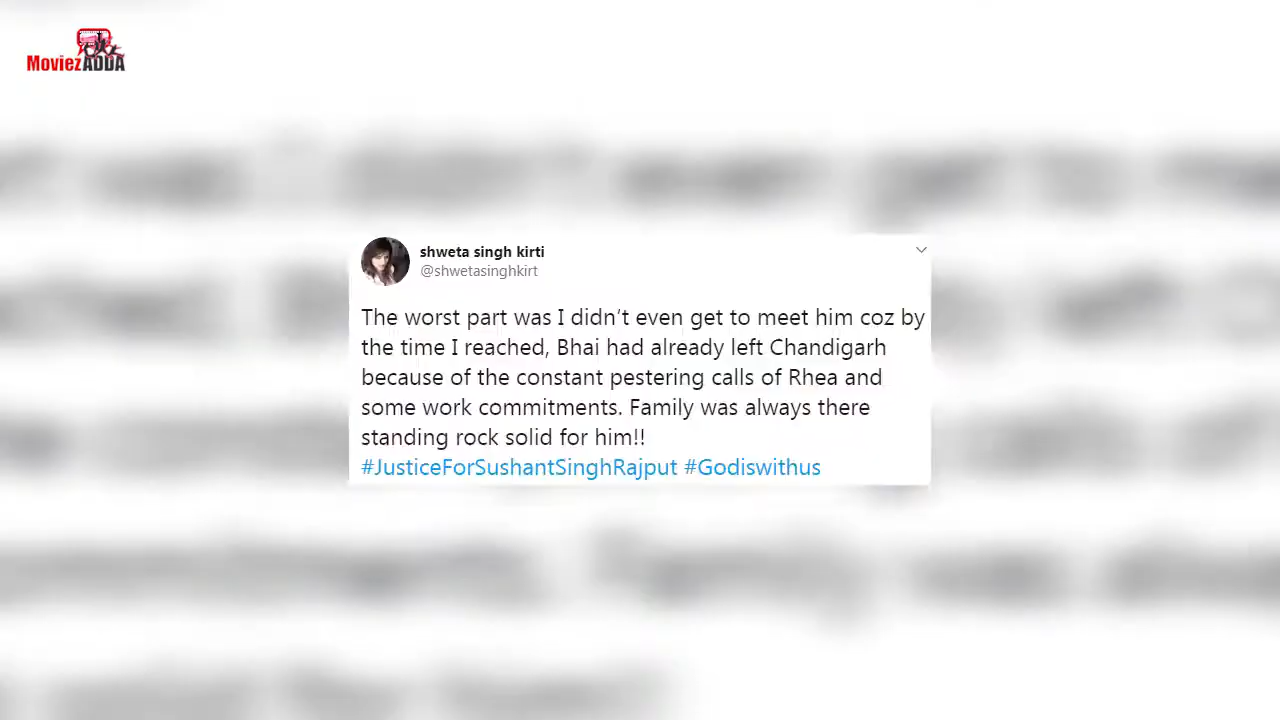 MoviezADDA
shweta singh kirti
@shwetasinghkirt
The worst part was I didn’t even get to meet him coz by
the time I reached, Bhai had already left Chandigarh
because of the constant pestering calls of Rhea and
some work commitments. Family was always there
standing rock solid for him!!
#JusticeForSushantSinghRajput #Godiswithus